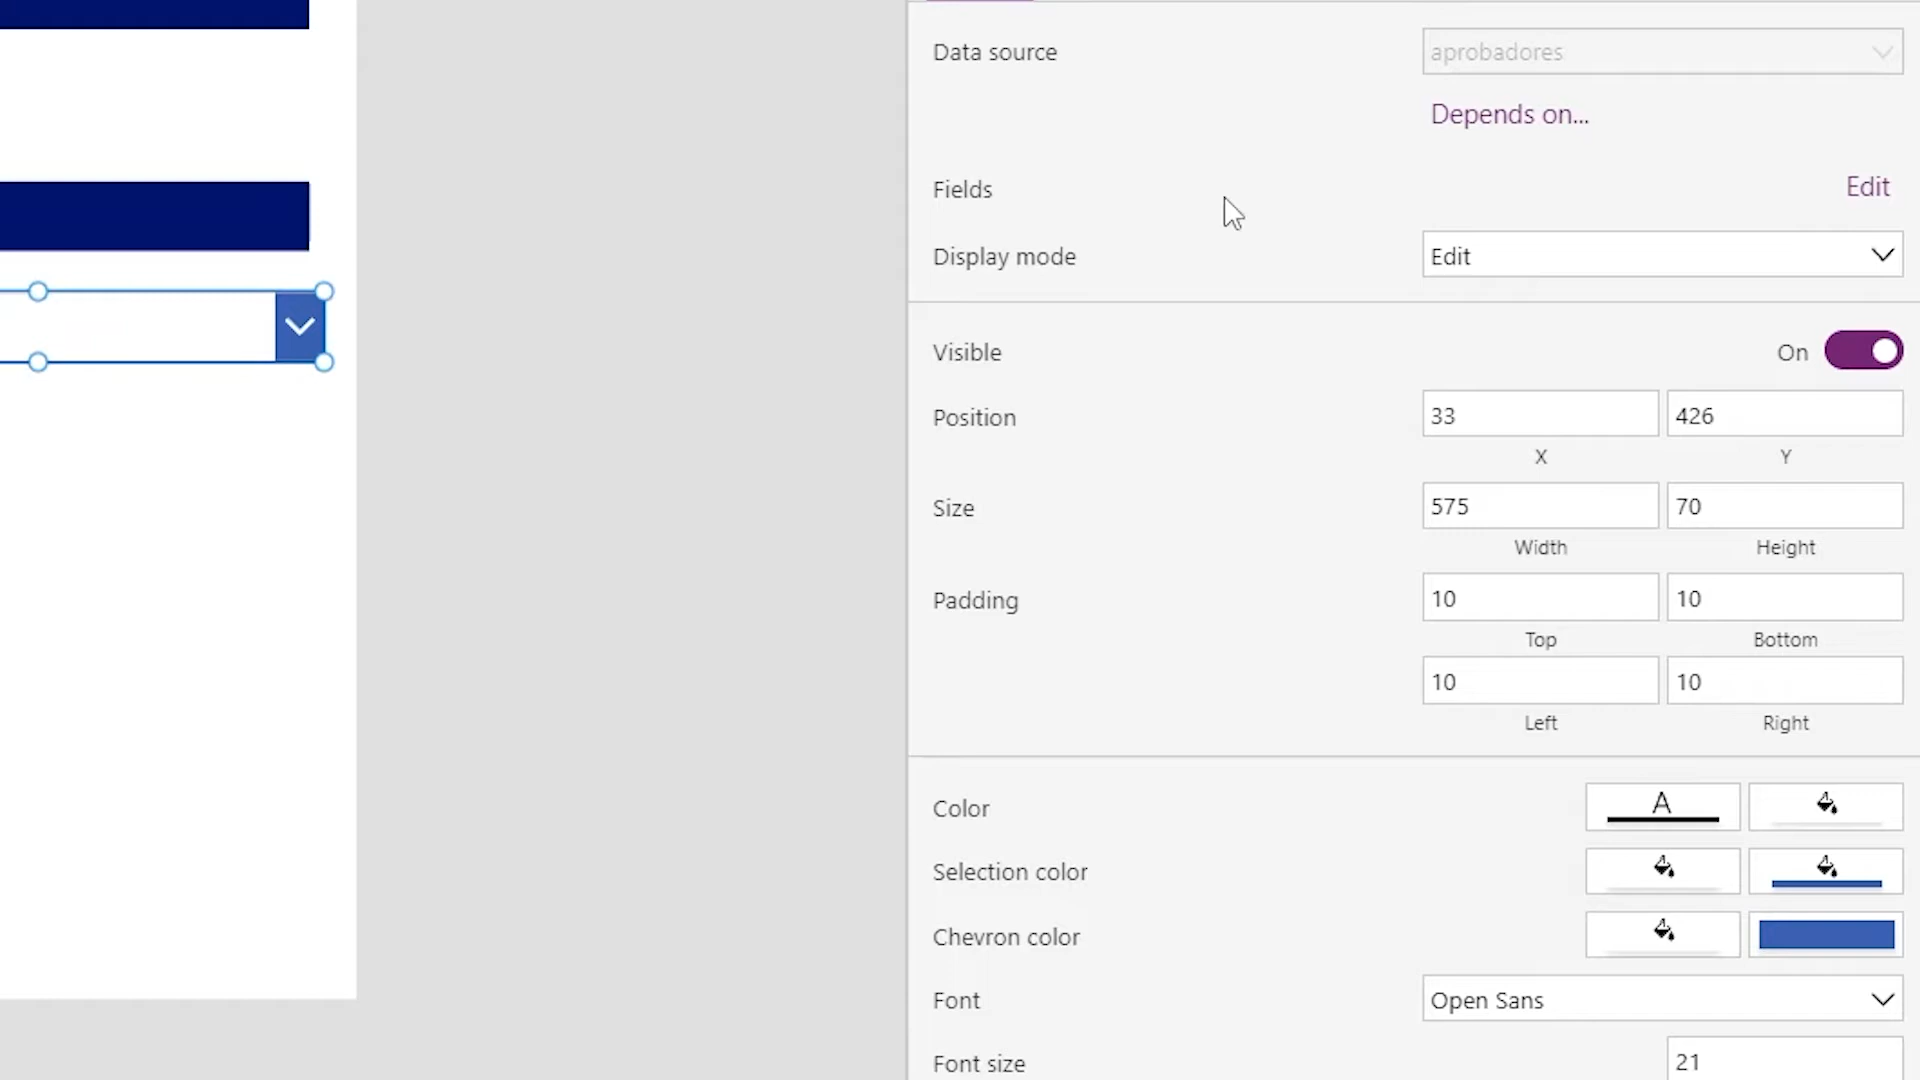 Data source
aprobadores
Depends on...
Fields
Edit
Display mode
Edit
Visible
On
Position
33
426
X
Y
Size
575
70
Width
Height
Padding
10
10
Top
Bottom
10
10
Left
Right
Color
A
Selection color
Chevron color
Font
Open Sans
Font size
21